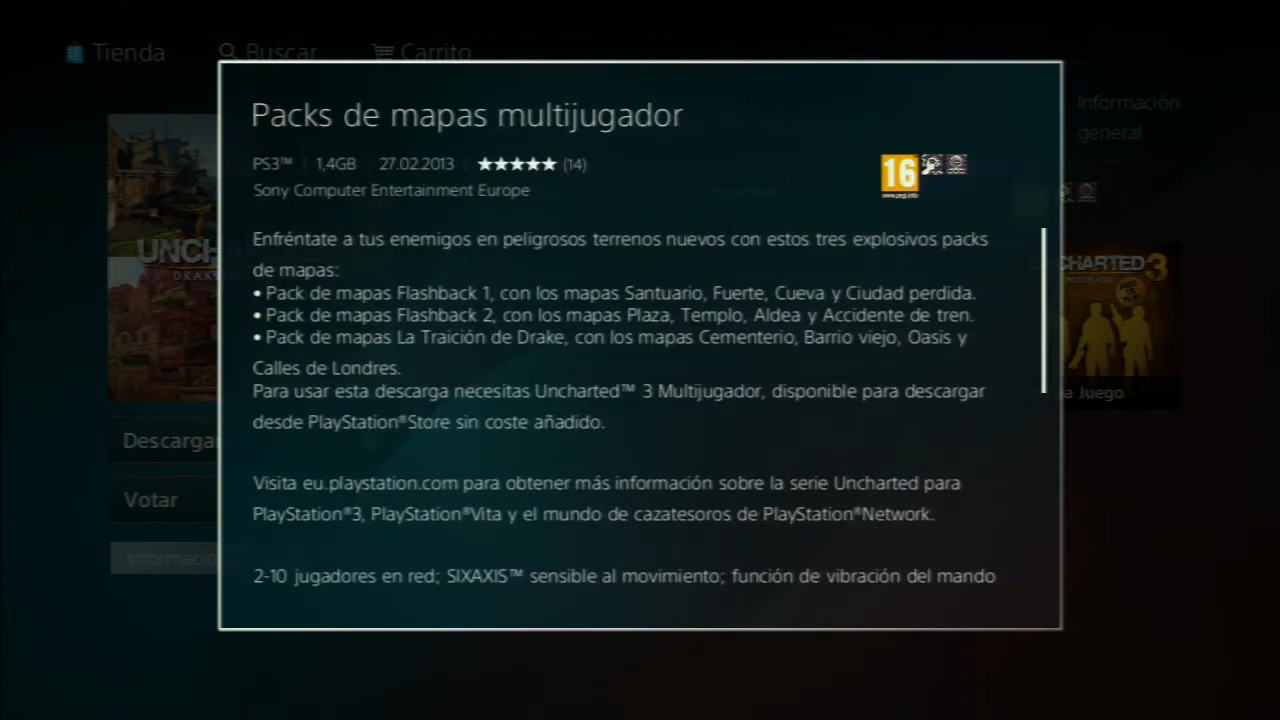 Tienda
Buscar
Carrito
Packs de mapas multijugador
PS3™ | 1,4GB | 27.02.2013 | ★★★★★ (14)
Sony Computer Entertainment Europe
16
www.pegi.info
Enfréntate a tus enemigos en peligrosos terrenos nuevos con estos tres explosivos packs
de mapas:
• Pack de mapas Flashback 1, con los mapas Santuario, Fuerte, Cueva y Ciudad perdida.
• Pack de mapas Flashback 2, con los mapas Plaza, Templo, Aldea y Accidente de tren.
• Pack de mapas La Traición de Drake, con los mapas Cementerio, Barrio viejo, Oasis y
Calles de Londres.
Para usar esta descarga necesitas Uncharted™ 3 Multijugador, disponible para descargar
desde PlayStation®Store sin coste añadido.
Visita eu.playstation.com para obtener más información sobre la serie Uncharted para
PlayStation®3, PlayStation®Vita y el mundo de cazatesoros de PlayStation®Network.
2-10 jugadores en red; SIXAXIS™ sensible al movimiento; función de vibración del mando
Información
general
UNCH
DRAK
CHARTED 3
Descarga
a Juego
Votar
Informació